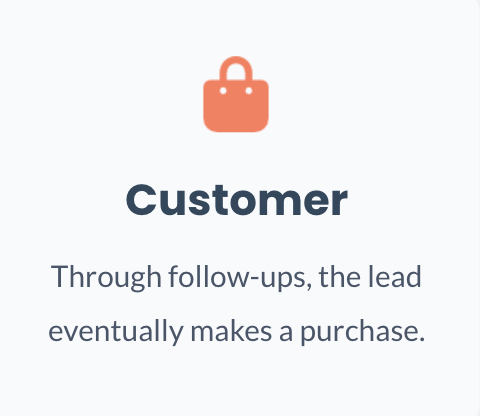 Customer
Through follow-ups, the lead
eventually makes a purchase.